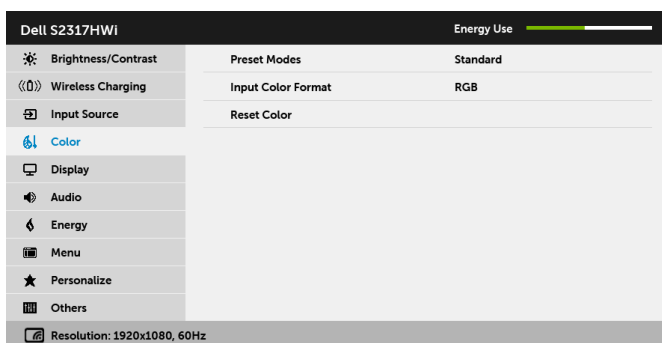 Dell S2317HWi Energy Use
Brightness/Contrast Preset Modes Standard
Wireless Charging Input Color Format RGB
Input Source Reset Color
Color
Display
Audio
Energy
Menu
Personalize
Others
Resolution: 1920x1080, 60Hz